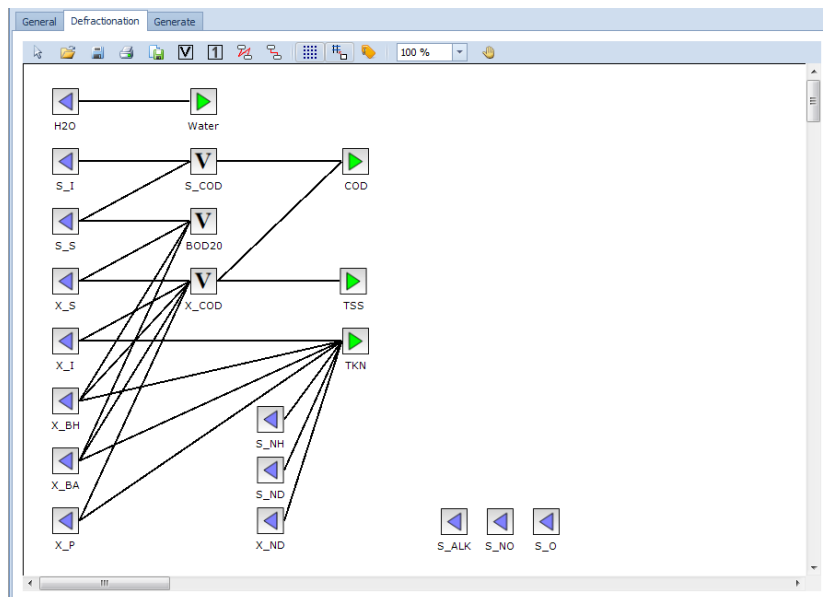 General Defractionation Generate
V 1 100 %
H2O Water
S_I V S_COD COD
S_S V BOD20
X_S V X_COD TSS
X_I TKN
X_BH
S_NH
X_BA S_ND
X_P X_ND S_ALK S_NO S_O